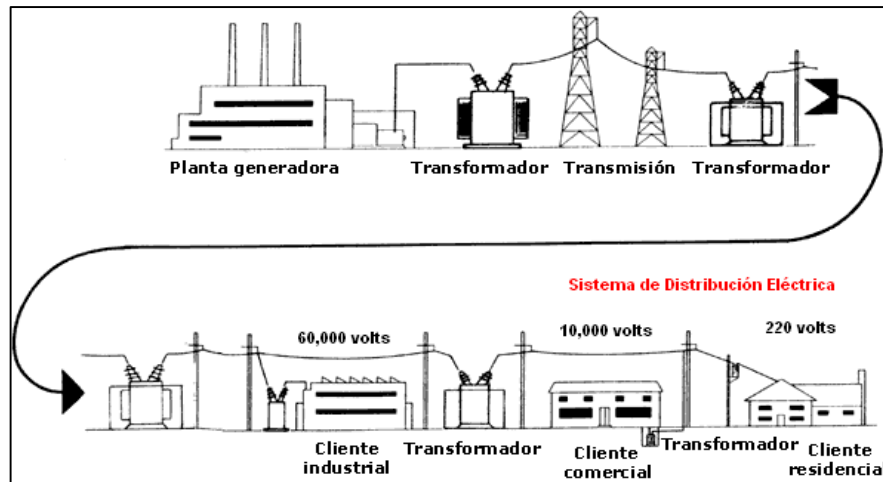 Planta generadora
Transformador
Transmisión
Transformador
Sistema de Distribución Eléctrica
60,000 volts
10,000 volts
220 volts
Cliente
industrial
Transformador
Cliente
comercial
Transformador
Cliente
residencial